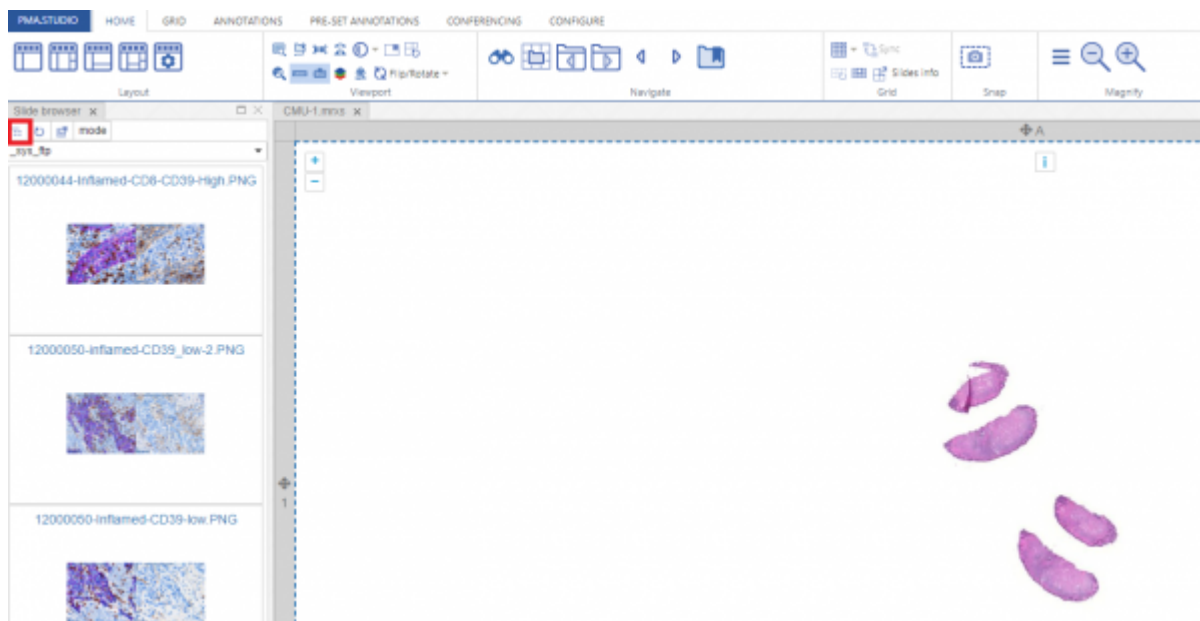 PMA.STUDIO HOME GRID ANNOTATIONS PRE-SET ANNOTATIONS CONFERENCING CONFIGURE
Sync
Flip/Rotate Slides info
Layout Viewport Navigate Grid Snap Magnify
Slide browser x CMU-1.mrxs x
mode A
_sys_ftp
12000044-Inflamed-CD8-CD39-High.PNG
12000050-inflamed-CD39_low-2.PNG
1
12000050-Inflamed-CD39-low.PNG